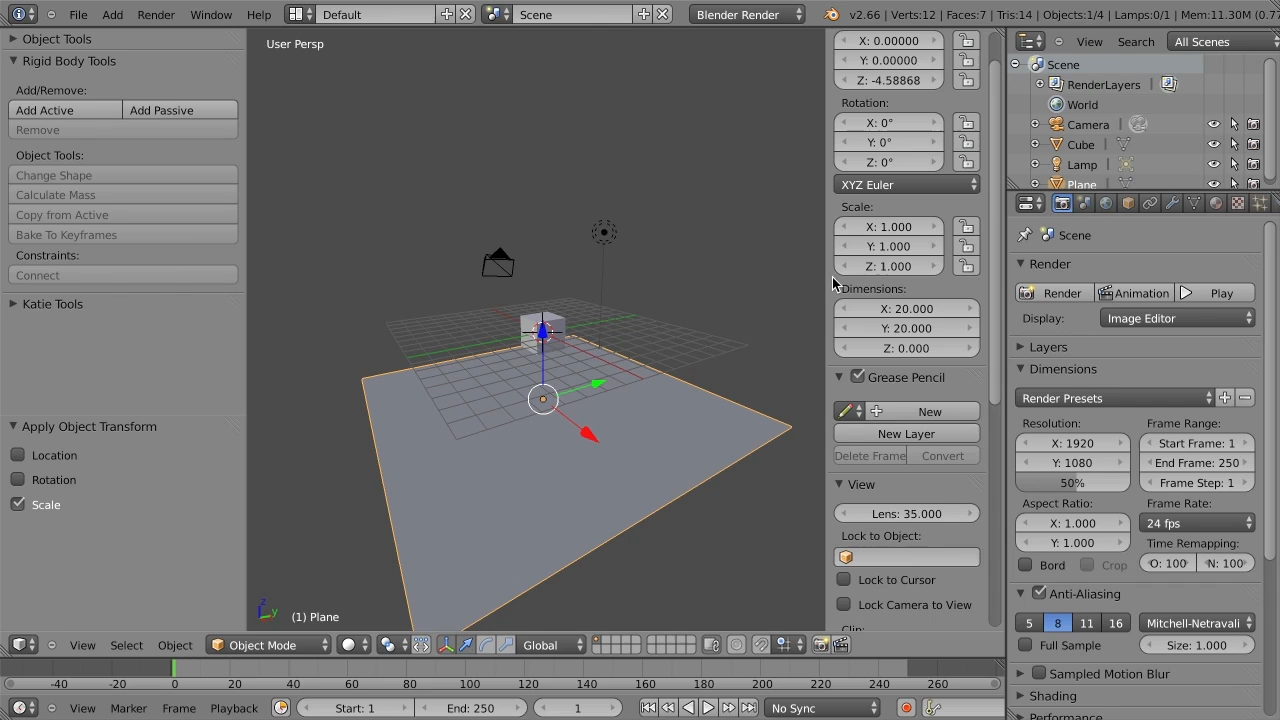 File Add Render Window Help Default Scene Blender Render v2.66 | Verts:12 | Faces:7 | Tris:14 | Objects:1/4 | Lamps:0/1 | Mem:11.30M (0.77
Object Tools
Rigid Body Tools
Add/Remove:
Add Active Add Passive
Remove
Object Tools:
Change Shape
Calculate Mass
Copy from Active
Bake To Keyframes
Constraints:
Connect
Katie Tools
Apply Object Transform
Location
Rotation
Scale
User Persp
(1) Plane
z
y
X: 0.00000
Y: 0.00000
Z: -4.58868
Rotation:
X: 0°
Y: 0°
Z: 0°
XYZ Euler
Scale:
X: 1.000
Y: 1.000
Z: 1.000
Dimensions:
X: 20.000
Y: 20.000
Z: 0.000
Grease Pencil
New
New Layer
Delete Frame Convert
View
Lens: 35.000
Lock to Object:
Lock to Cursor
Lock Camera to View
Clip:
View Select Object Object Mode Global
-40 -20 0 20 40 60 80 100 120 140 160 180 200 220 240 260
View Marker Frame Playback Start: 1 End: 250 1 No Sync
View Search All Scenes
Scene
RenderLayers |
World
Camera |
Cube |
Lamp |
Plane |
Scene
Render
Render Animation Play
Display: Image Editor
Layers
Dimensions
Render Presets
Resolution: Frame Range:
X: 1920 Start Frame: 1
Y: 1080 End Frame: 250
50% Frame Step: 1
Aspect Ratio: Frame Rate:
X: 1.000 24 fps
Y: 1.000 Time Remapping:
Bord Crop O: 100 N: 100
Anti-Aliasing
5 8 11 16 Mitchell-Netravali
Full Sample Size: 1.000
Sampled Motion Blur
Shading
Performance